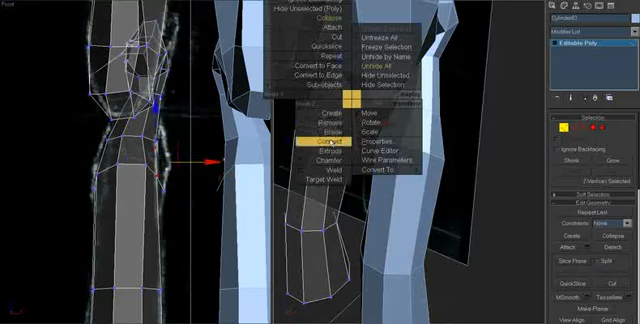 Front
Hide Unselected (Poly)
Collapse
Attach
Cut
Quickslice
Repeat
Convert to Face
Convert to Edge
Sub-objects
Unfreeze All
Freeze Selection
Unhide by Name
Unhide All
Hide Unselected
Hide Selection
Create
Remove
Break
Connect
Extrude
Chamfer
Weld
Target Weld
Move
Rotate
Scale
Properties...
Curve Editor...
Wire Parameters...
Convert To:
Cylinder01
Modifier List
Editable Poly
Selection
Ignore Backfacing
Shrink
Grow
2 Vertices Selected
Soft Selection
Edit Geometry
Repeat Last
Constraints: None
Create
Collapse
Attach
Detach
Slice Plane
Split
QuickSlice
Cut
MSmooth
Tessellate
Make Planar
View Align
Grid Align